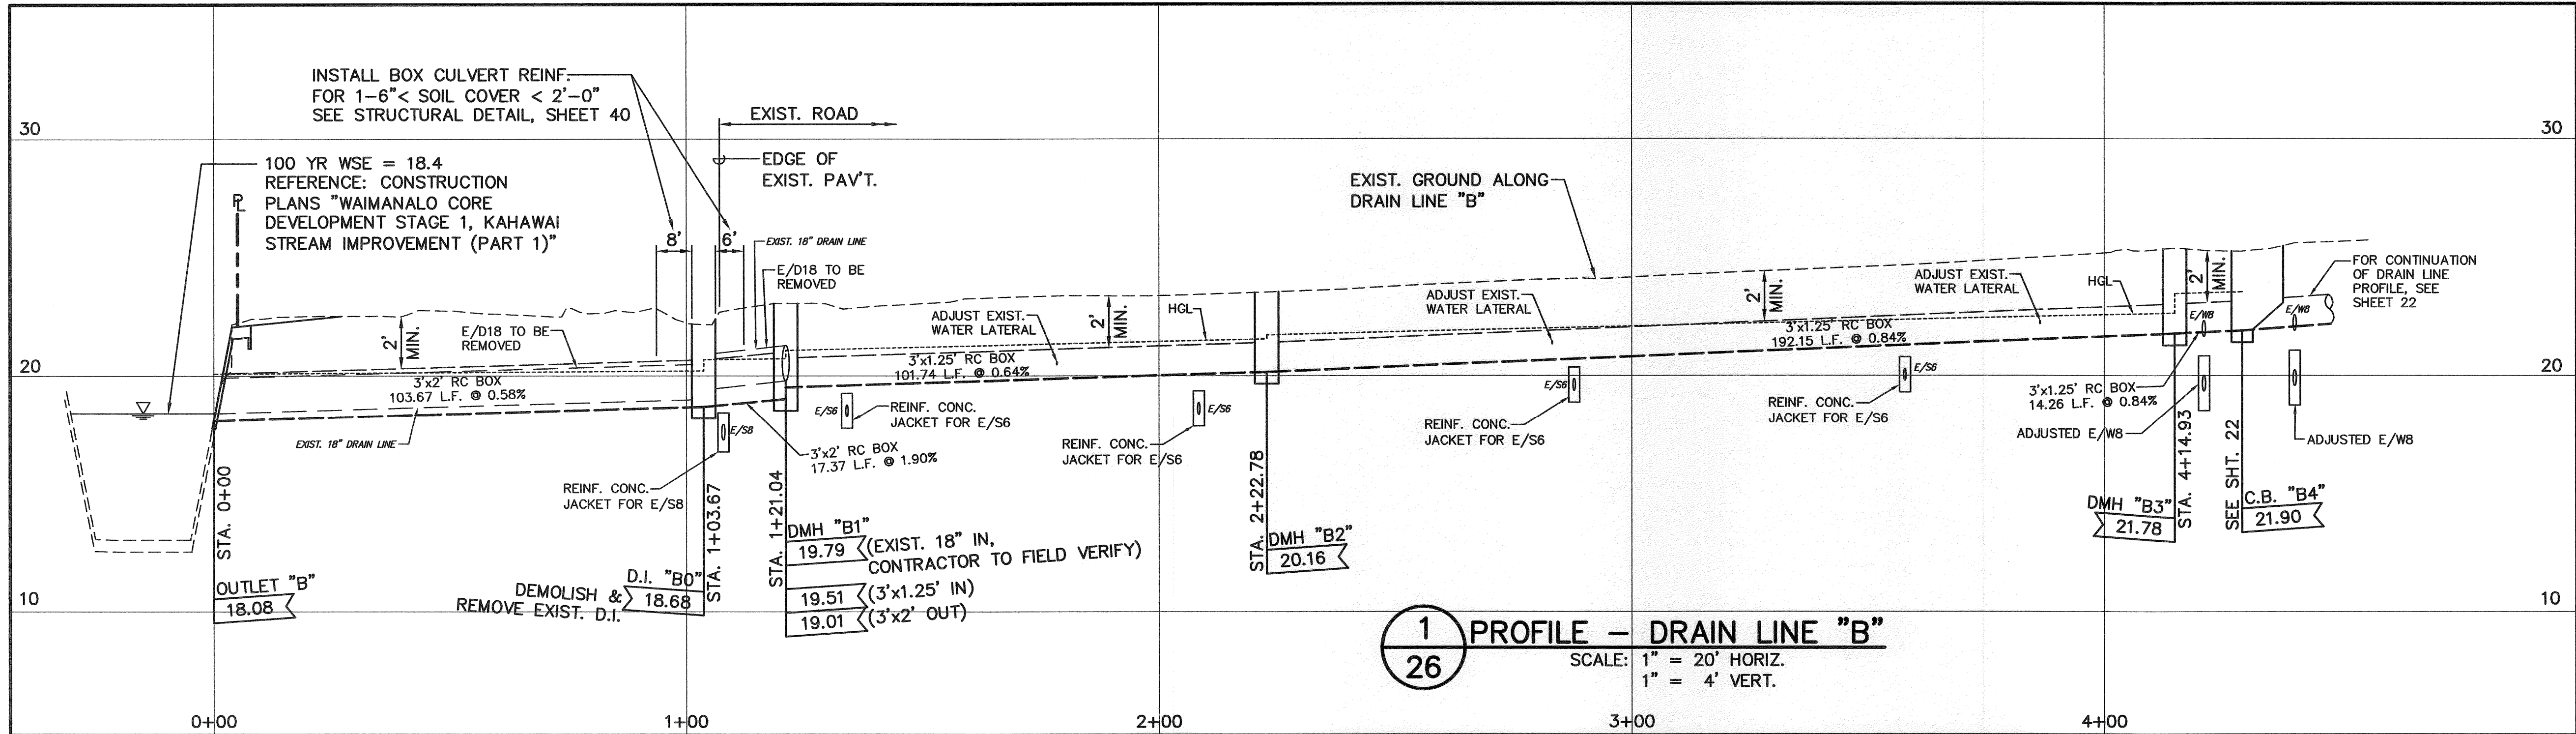 INSTALL BOX CULVERT REINF.
FOR 1-6"< SOIL COVER < 2'-0"
SEE STRUCTURAL DETAIL, SHEET 40
EXIST. ROAD
30
30
100 YR WSE = 18.4
REFERENCE: CONSTRUCTION
PLANS "WAIMANALO CORE
DEVELOPMENT STAGE 1, KAHAWAI
STREAM IMPROVEMENT (PART 1)"
PL
EDGE OF
EXIST. PAV'T.
EXIST. GROUND ALONG
DRAIN LINE "B"
8'
6'
EXIST. 18" DRAIN LINE
E/D18 TO BE
REMOVED
2'
MIN.
E/D18 TO BE
REMOVED
ADJUST EXIST.
WATER LATERAL
2'
MIN.
HGL
ADJUST EXIST.
WATER LATERAL
2'
MIN.
ADJUST EXIST.
WATER LATERAL
HGL
2'
MIN.
E/W8
E/W8
FOR CONTINUATION
OF DRAIN LINE
PROFILE, SEE
SHEET 22
20
20
3'x2' RC BOX
103.67 L.F. @ 0.58%
3'x1.25' RC BOX
101.74 L.F. @ 0.64%
3'x1.25' RC BOX
192.15 L.F. @ 0.84%
3'x1.25' RC BOX
14.26 L.F. @ 0.84%
EXIST. 18" DRAIN LINE
E/S8
REINF. CONC.
JACKET FOR E/S8
3'x2' RC BOX
17.37 L.F. @ 1.90%
E/S6
REINF. CONC.
JACKET FOR E/S6
E/S6
REINF. CONC.
JACKET FOR E/S6
E/S6
REINF. CONC.
JACKET FOR E/S6
E/S6
REINF. CONC.
JACKET FOR E/S6
ADJUSTED E/W8
ADJUSTED E/W8
STA. 0+00
OUTLET "B"
18.08
DEMOLISH &
REMOVE EXIST. D.I.
D.I. "B0"
18.68
STA. 1+03.67
STA. 1+21.04
DMH "B1"
19.79
(EXIST. 18" IN,
CONTRACTOR TO FIELD VERIFY)
19.51
(3'x1.25' IN)
19.01
(3'x2' OUT)
STA. 2+22.78
DMH "B2"
20.16
DMH "B3"
21.78
STA. 4+14.93
SEE SHT. 22
C.B. "B4"
21.90
10
10
1
26
PROFILE – DRAIN LINE "B"
SCALE: 1" = 20' HORIZ.
1" = 4' VERT.
0+00
1+00
2+00
3+00
4+00